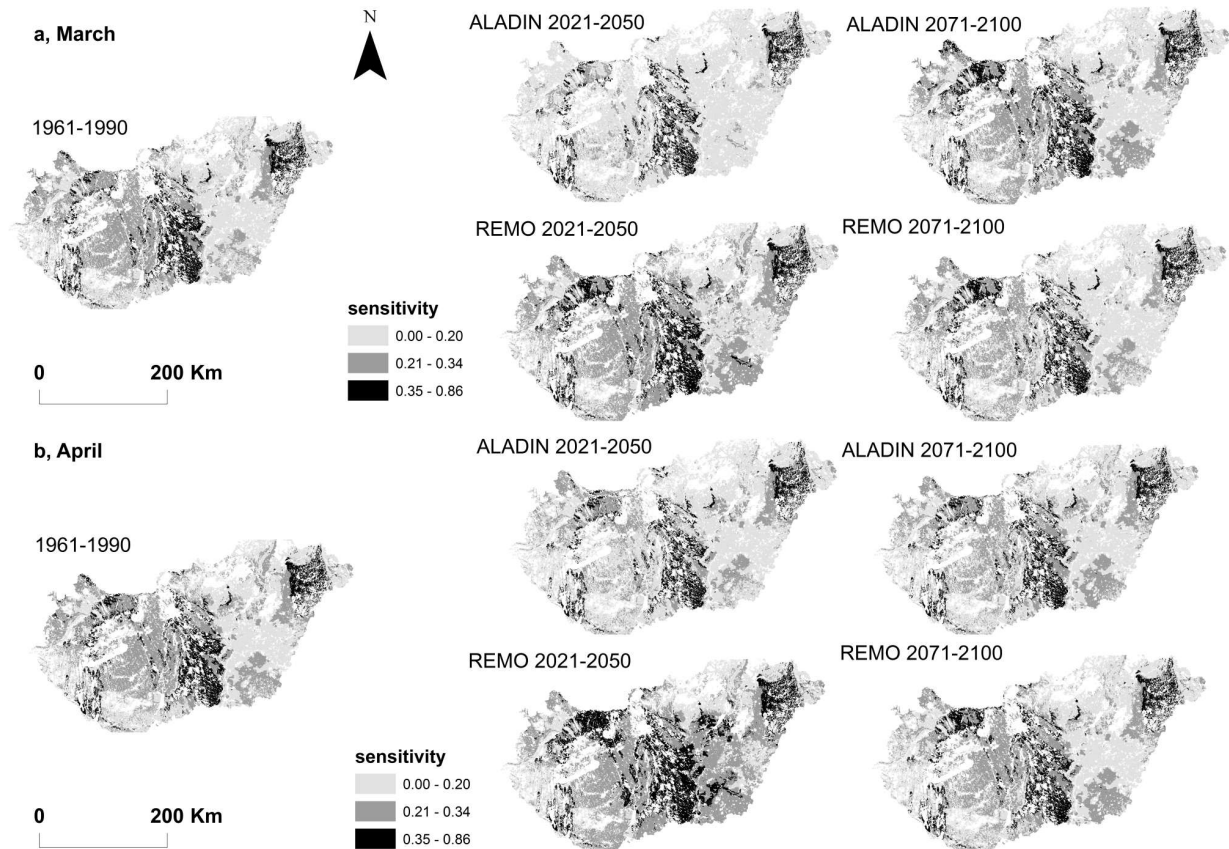 a, March
N
1961-1990
ALADIN 2021-2050
ALADIN 2071-2100
REMO 2021-2050
REMO 2071-2100
sensitivity
0.00 - 0.20
0.21 - 0.34
0.35 - 0.86
0 200 Km
b, April
1961-1990
ALADIN 2021-2050
ALADIN 2071-2100
REMO 2021-2050
REMO 2071-2100
sensitivity
0.00 - 0.20
0.21 - 0.34
0.35 - 0.86
0 200 Km